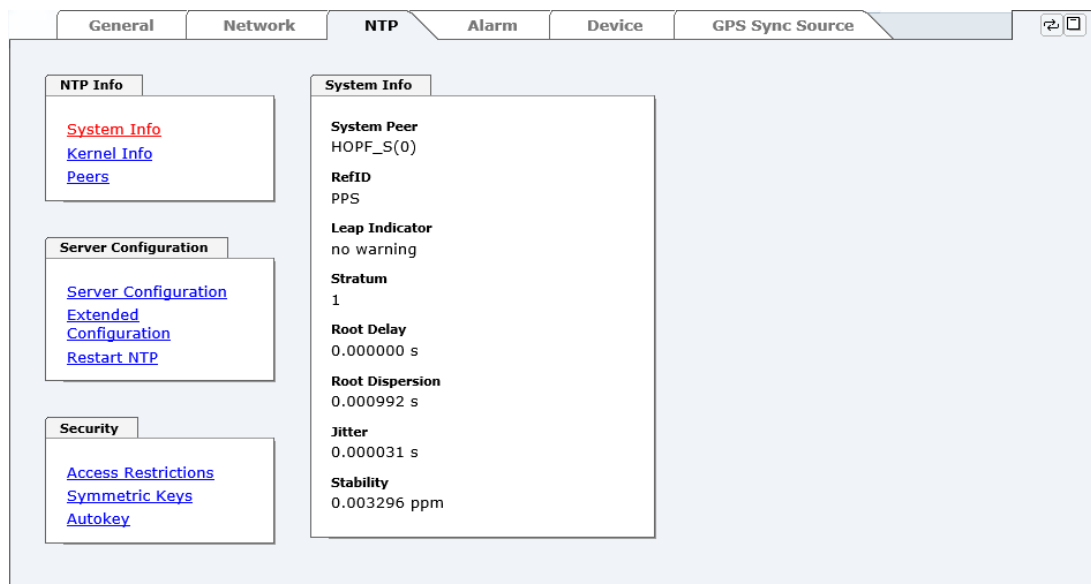 General Network NTP Alarm Device GPS Sync Source
NTP Info
System Info
Kernel Info
Peers
Server Configuration
Server Configuration
Extended
Configuration
Restart NTP
Security
Access Restrictions
Symmetric Keys
Autokey
System Info
System Peer
HOPF_S(0)
RefID
PPS
Leap Indicator
no warning
Stratum
1
Root Delay
0.000000 s
Root Dispersion
0.000992 s
Jitter
0.000031 s
Stability
0.003296 ppm